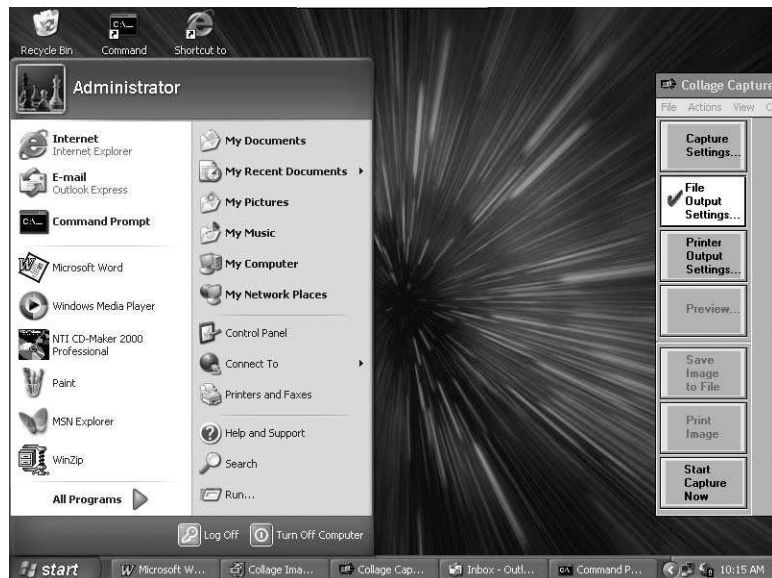 Recycle Bin
Command
Shortcut to
Administrator
Internet
Internet Explorer
E-mail
Outlook Express
Command Prompt
Microsoft Word
Windows Media Player
NTI CD-Maker 2000
Professional
Paint
MSN Explorer
WinZip
All Programs
My Documents
My Recent Documents
My Pictures
My Music
My Computer
My Network Places
Control Panel
Connect To
Printers and Faxes
Help and Support
Search
Run...
Log Off
Turn Off Computer
Collage Capture
File Actions View
Capture
Settings...
File
Output
Settings...
Printer
Output
Settings...
Preview...
Save
Image
to File
Print
Image
Start
Capture
Now
start
Microsoft W...
Collage Ima...
Collage Cap...
Inbox - Outl...
Command P...
10:15 AM